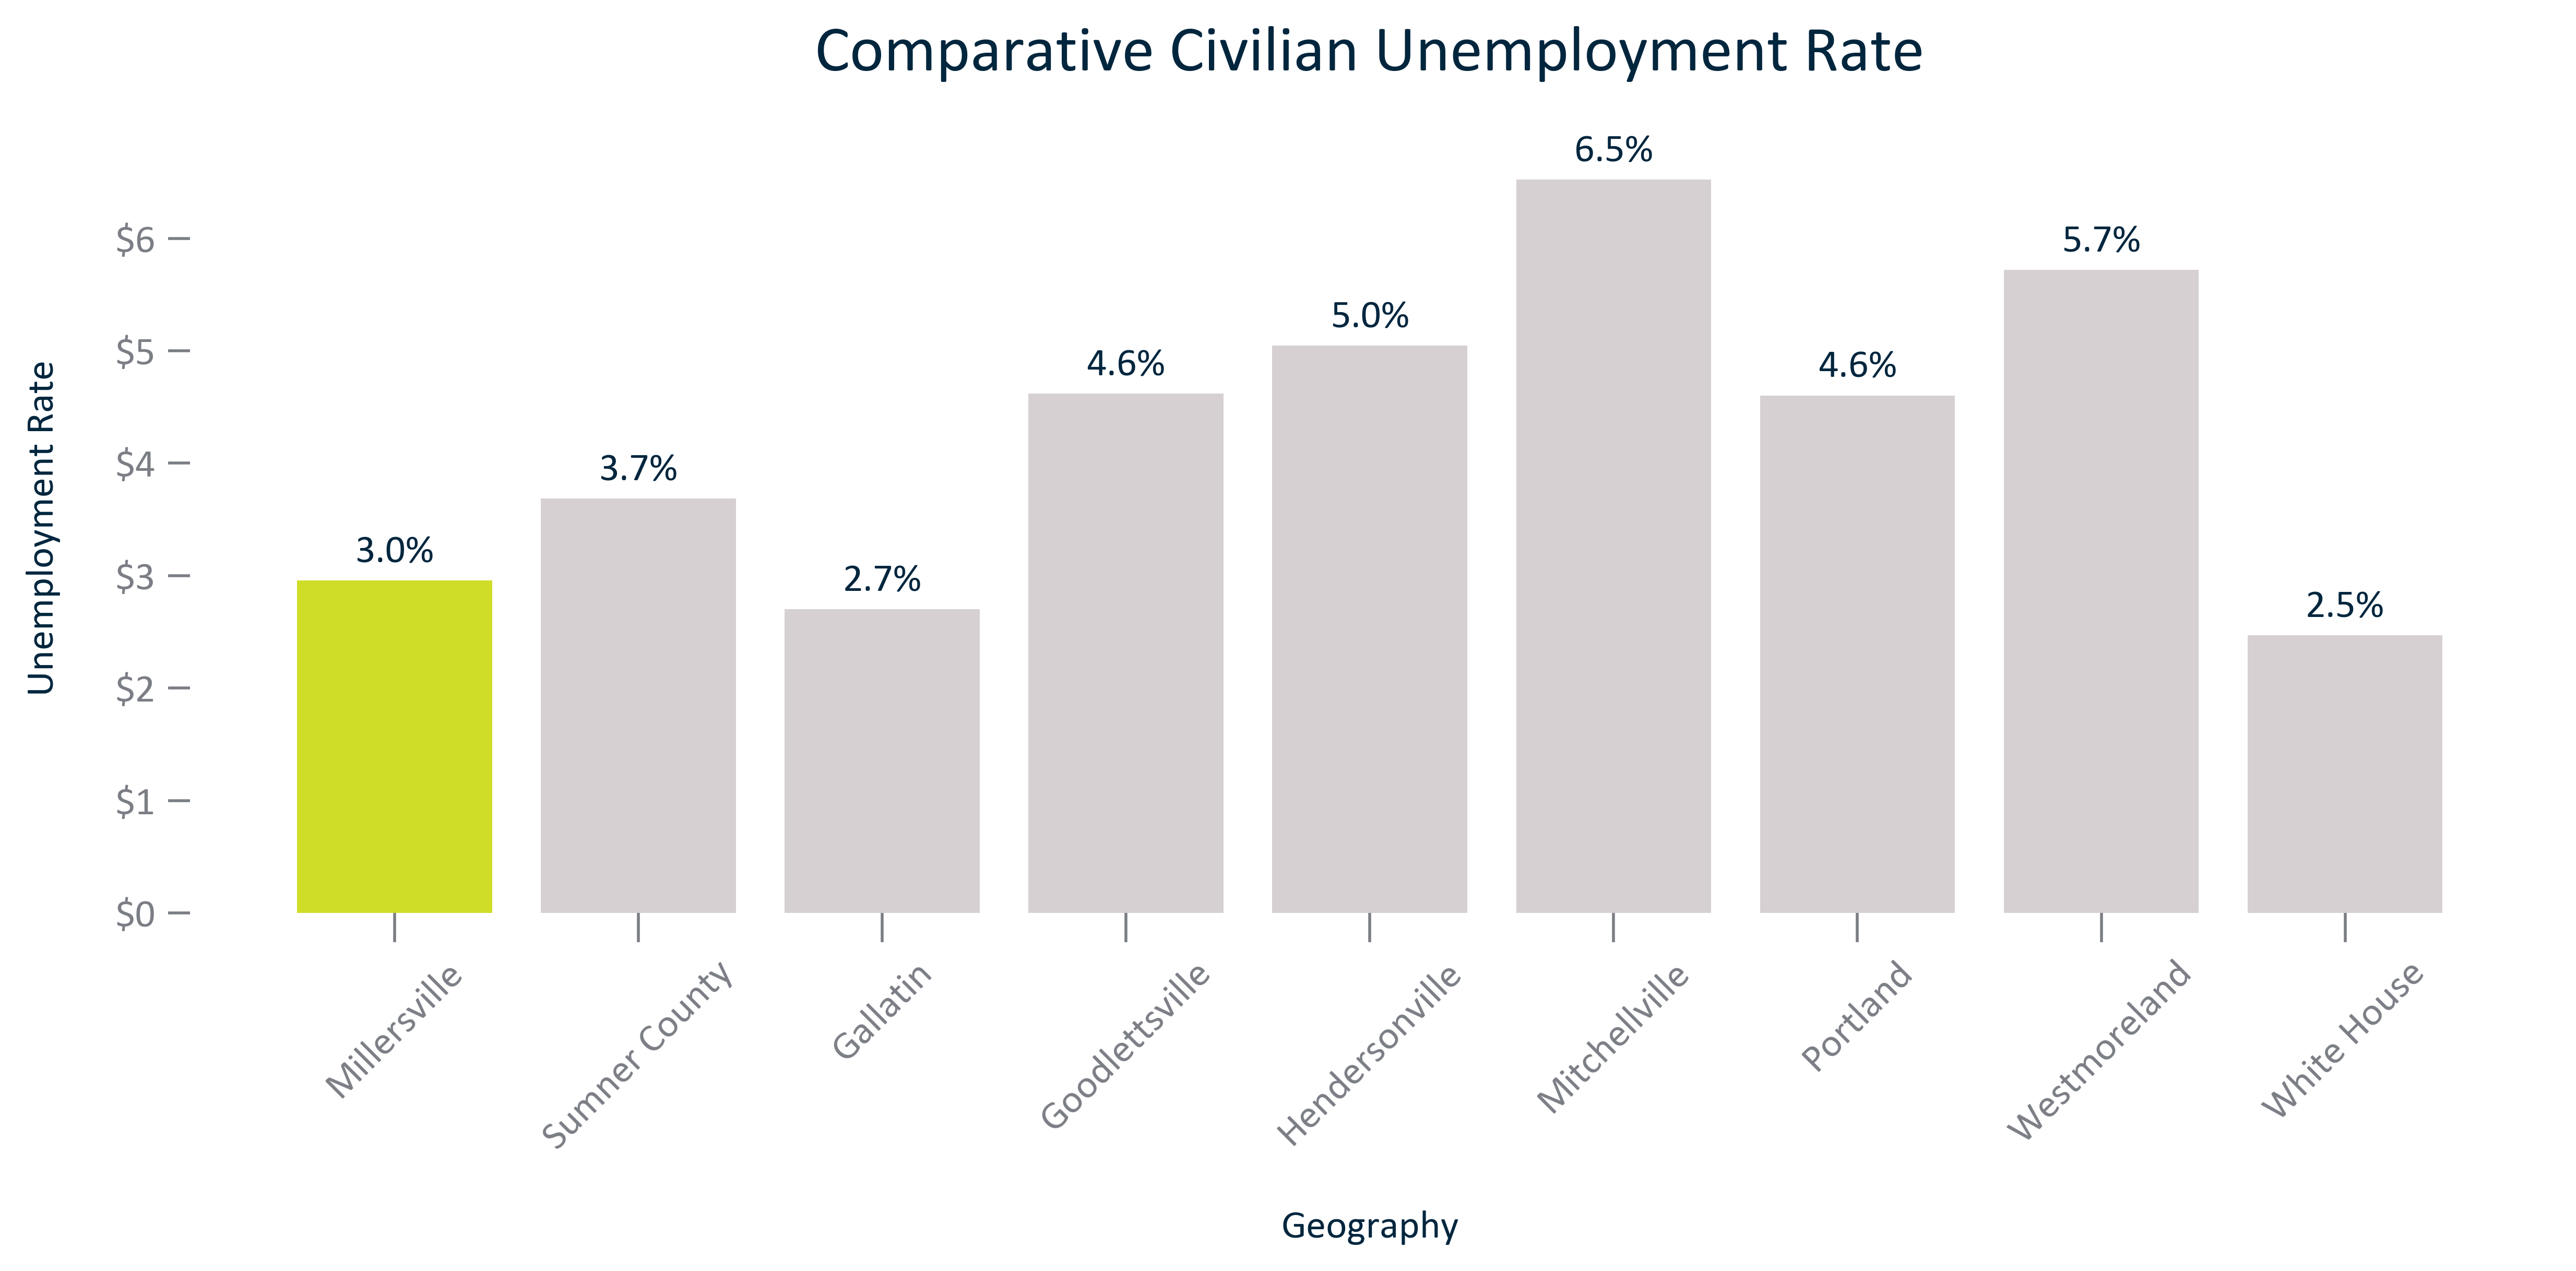 Comparative Civilian Unemployment Rate
6.5%
$6
5.7%
5.0%
$5
4.6%
4.6%
$4
3.7%
3.0%
$3
2.7%
2.5%
$2
$1
$0
Unemployment Rate
Millersville
Sumner County
Gallatin
Goodlettsville
Hendersonville
Mitchellville
Portland
Westmoreland
White House
Geography